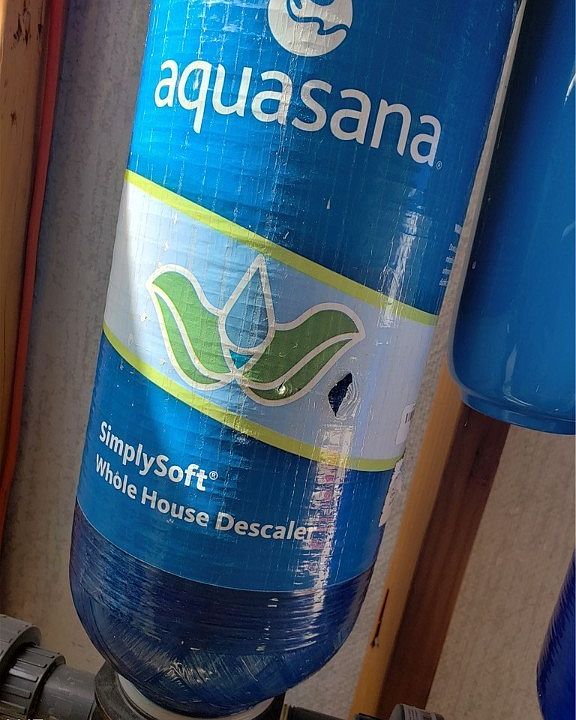 aquasana®
SimplySoft®
Whole House Descaler